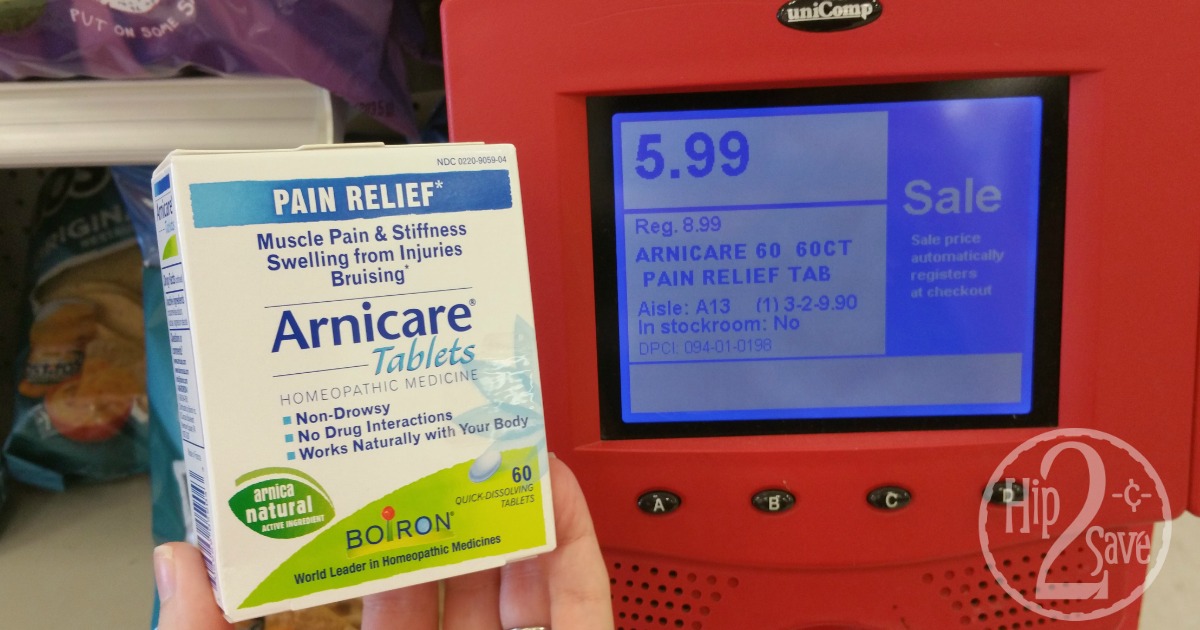 PUT ON SOME
uniComp
NDC 0220-9059-04
PAIN RELIEF*
Muscle Pain & Stiffness
Swelling from Injuries
Bruising*
Arnicare®
Tablets
HOMEOPATHIC MEDICINE
Non-Drowsy
No Drug Interactions
Works Naturally with Your Body
arnica
natural
ACTIVE INGREDIENT
60
QUICK-DISSOLVING
TABLETS
BOIRON®
World Leader in Homeopathic Medicines
Arnicare
5.99
Reg. 8.99
ARNICARE 60 60CT
PAIN RELIEF TAB
Aisle: A13 (1) 3-2-9.90
In stockroom: No
DPCI: 094-01-0198
Sale
Sale price
automatically
registers
at checkout
A B C D
Hip
2
¢
Save